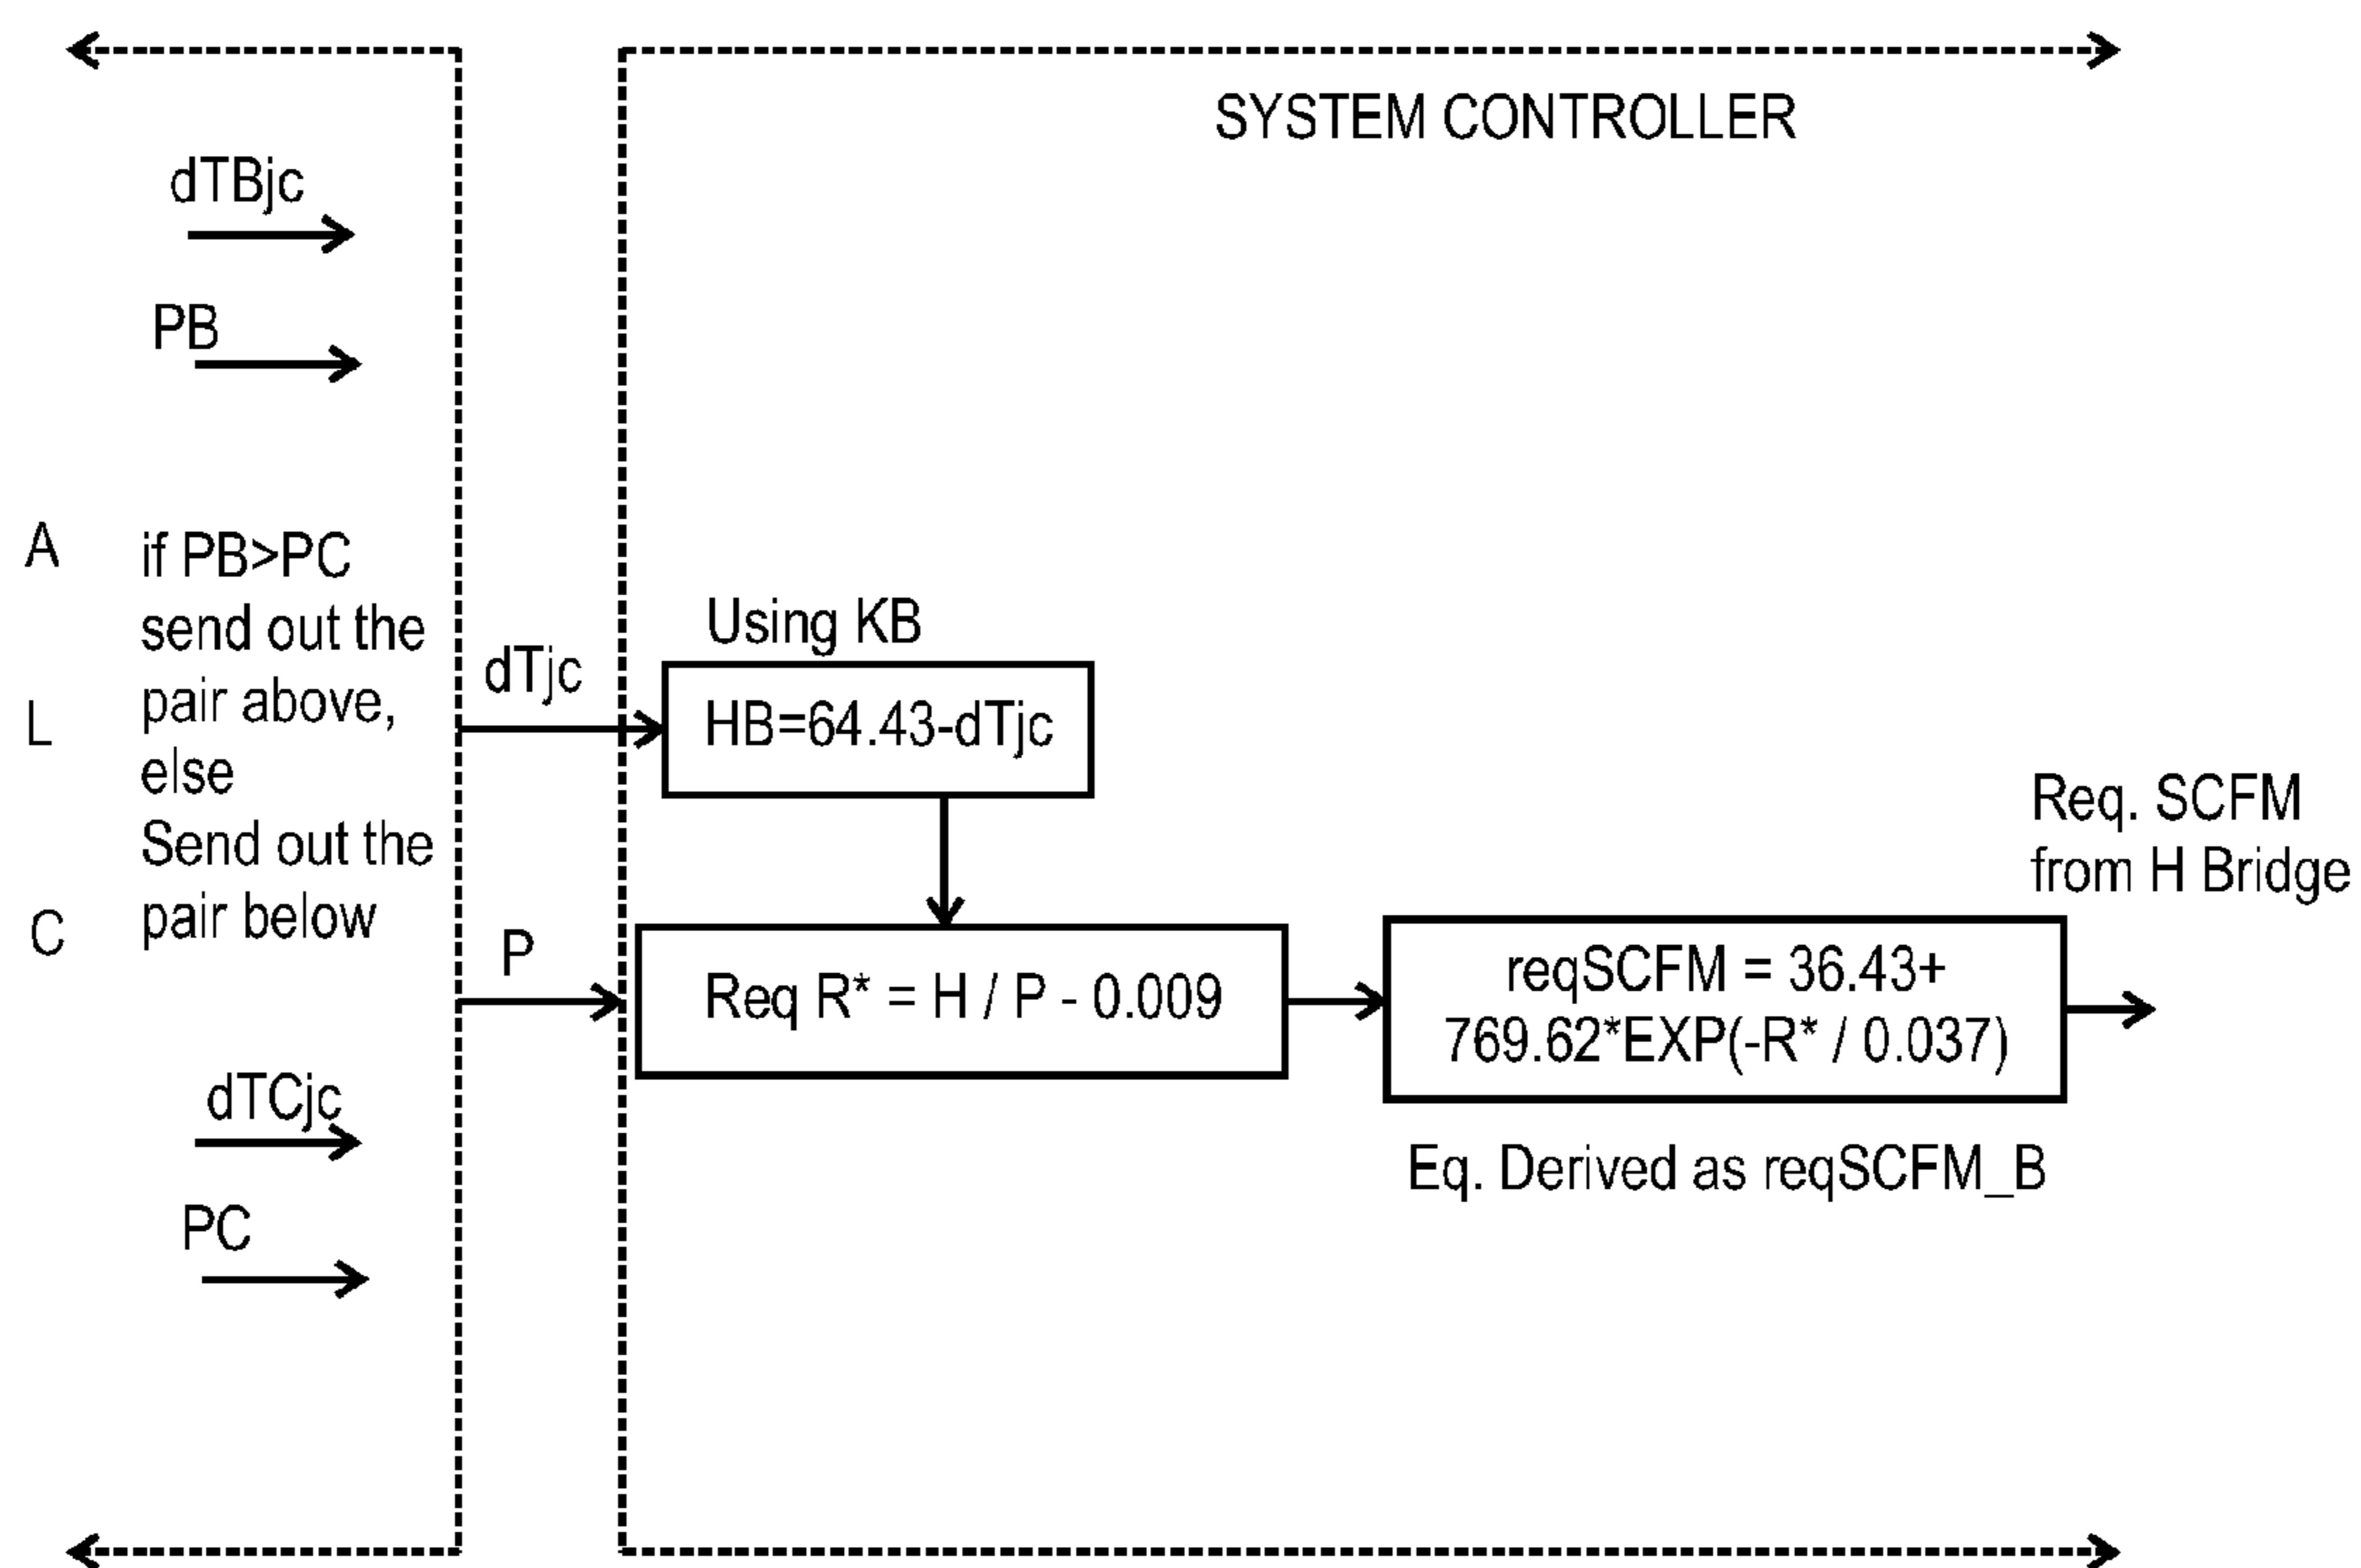 SYSTEM CONTROLLER
dTBjc
PB
A
L
C
if PB>PC
send out the
pair above,
else
Send out the
pair below
dTjc
P
Using KB
HB=64.43-dTjc
Req R* = H / P - 0.009
Req. SCFM
from H Bridge
reqSCFM = 36.43+
769.62*EXP(-R* / 0.037)
Eq. Derived as reqSCFM_B
dTCjc
PC